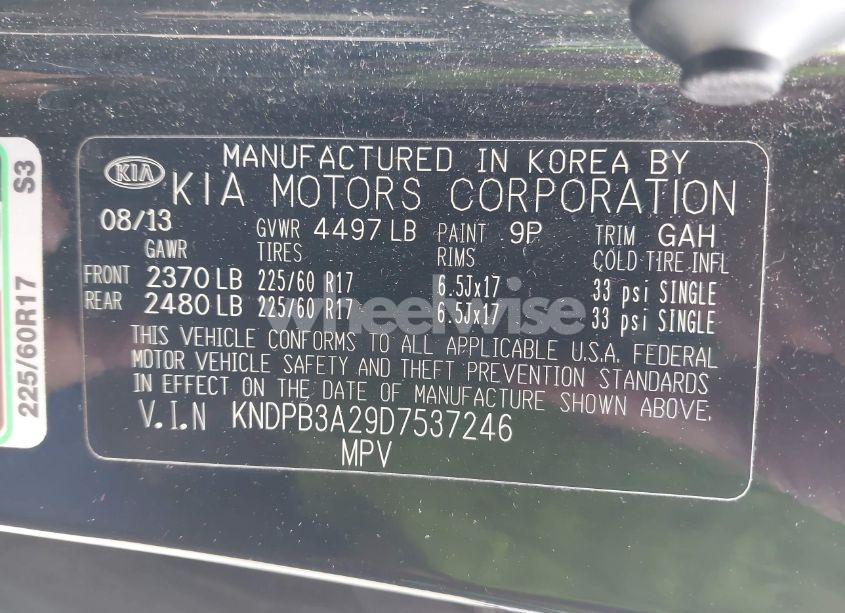 MANUFACTURED IN KOREA BY
KIA KIA MOTORS CORPORATION
08/13 GVWR 4497 LB PAINT 9P TRIM GAH
GAWR TIRES RIMS COLD TIRE INFL
FRONT 2370 LB 225/60 R17 6.5Jx17 33 psi SINGLE
REAR 2480 LB 225/60 R17 6.5Jx17 33 psi SINGLE
THIS VEHICLE CONFORMS TO ALL APPLICABLE U.S.A. FEDERAL
MOTOR VEHICLE SAFETY AND THEFT PREVENTION STANDARDS
IN EFFECT ON THE DATE OF MANUFACTURE SHOWN ABOVE.
V.I.N KNDPB3A29D7537246
MPV
225/60R17 S3
wheelwise